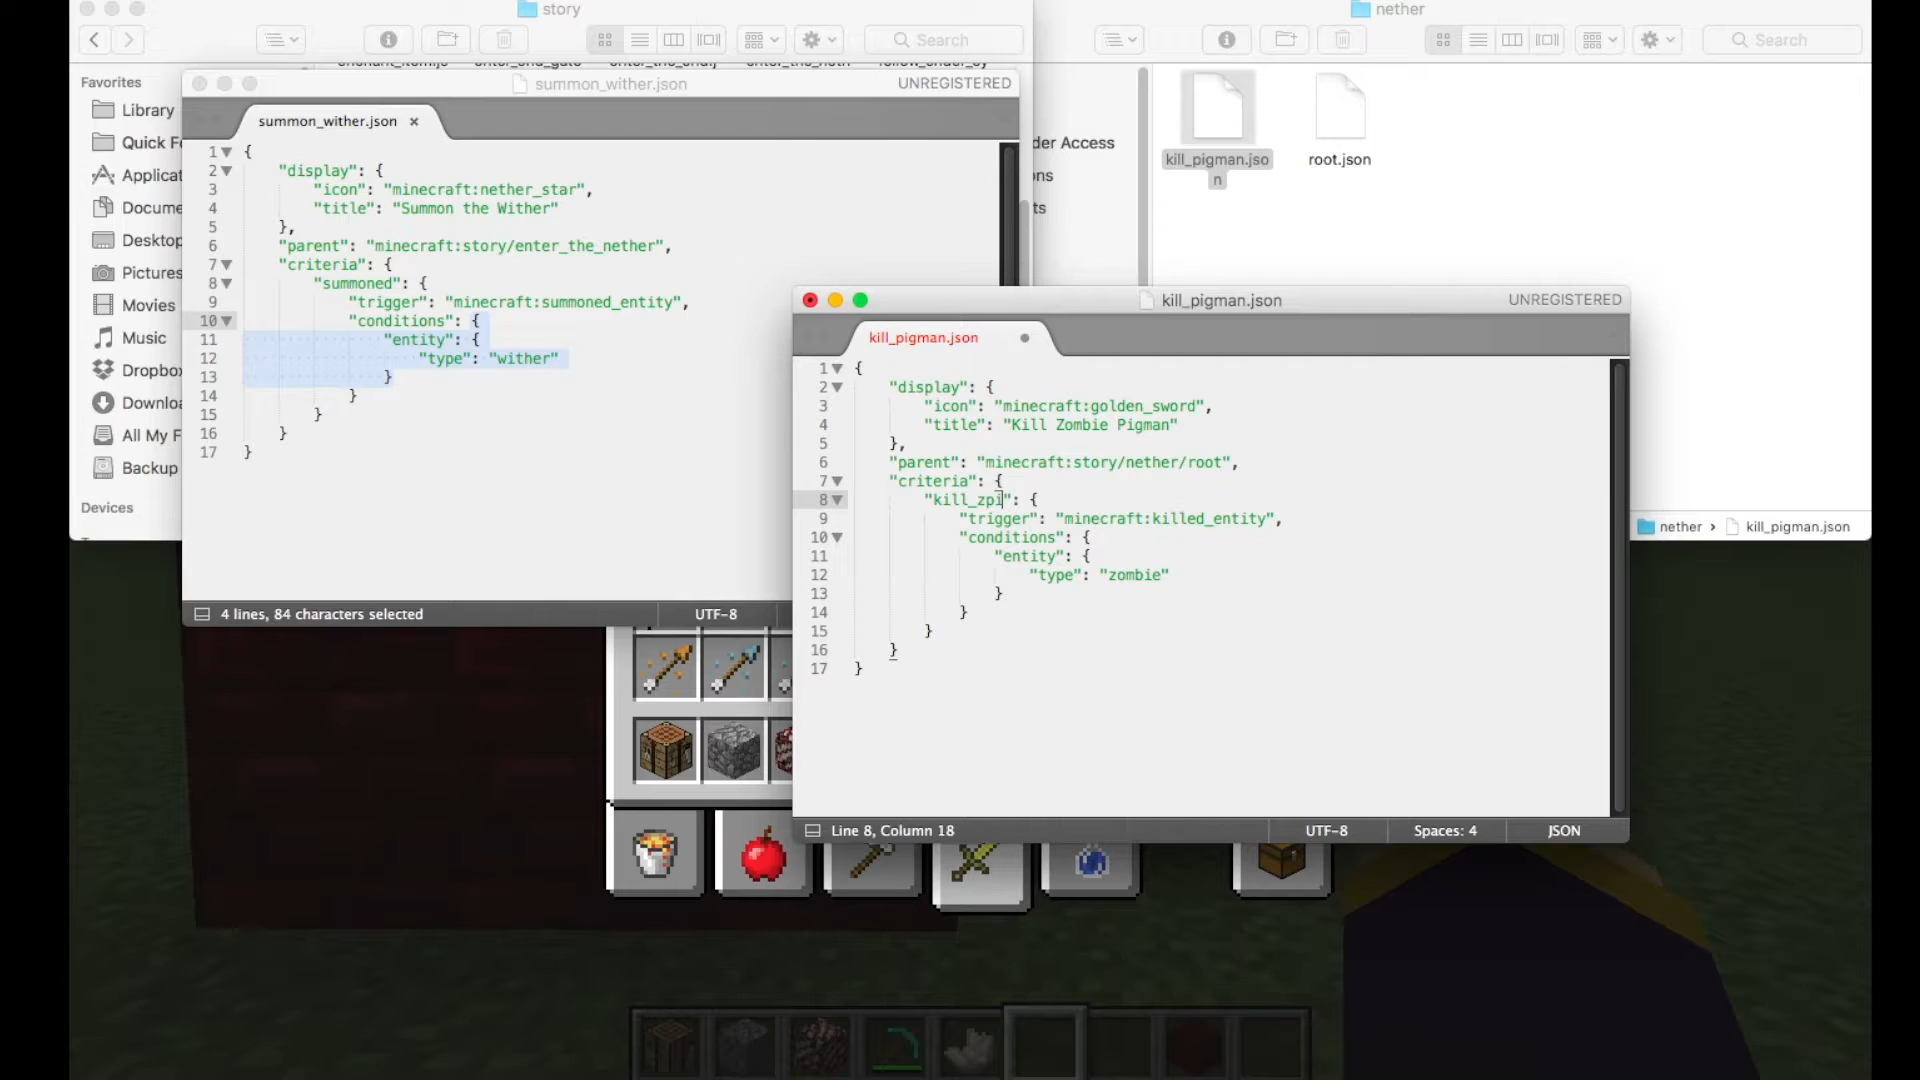 story
nether
Search
Search
Favorites
Library
Quick Fo
Applicat
Docume
Desktop
Pictures
Movies
Music
Dropbox
Downloa
All My F
Backup
Devices
der Access
ons
ts
kill_pigman.jso
n
root.json
nether › kill_pigman.json
summon_wither.json
UNREGISTERED
summon_wither.json ×
1 {
2 "display": {
3 "icon": "minecraft:nether_star",
4 "title": "Summon the Wither"
5 },
6 "parent": "minecraft:story/enter_the_nether",
7 "criteria": {
8 "summoned": {
9 "trigger": "minecraft:summoned_entity",
10 "conditions": {
11 "entity": {
12 "type": "wither"
13 }
14 }
15 }
16 }
17 }
4 lines, 84 characters selected
UTF-8
kill_pigman.json
UNREGISTERED
kill_pigman.json
1 {
2 "display": {
3 "icon": "minecraft:golden_sword",
4 "title": "Kill Zombie Pigman"
5 },
6 "parent": "minecraft:story/nether/root",
7 "criteria": {
8 "kill_zpi": {
9 "trigger": "minecraft:killed_entity",
10 "conditions": {
11 "entity": {
12 "type": "zombie"
13 }
14 }
15 }
16 }
17 }
Line 8, Column 18
UTF-8
Spaces: 4
JSON